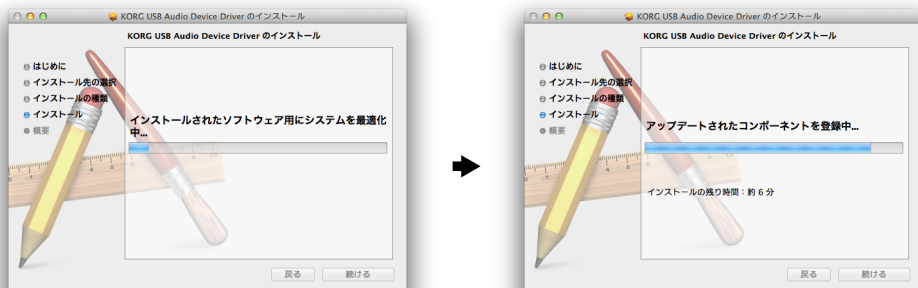 KORG USB Audio Device Driver のインストール
KORG USB Audio Device Driver のインストール
はじめに
インストール先の選択
インストールの種類
インストール
概要
インストールされたソフトウェア用にシステムを最適化
中...
戻る
続ける
KORG USB Audio Device Driver のインストール
KORG USB Audio Device Driver のインストール
はじめに
インストール先の選択
インストールの種類
インストール
概要
アップデートされたコンポーネントを登録中...
インストールの残り時間：約 6 分
戻る
続ける